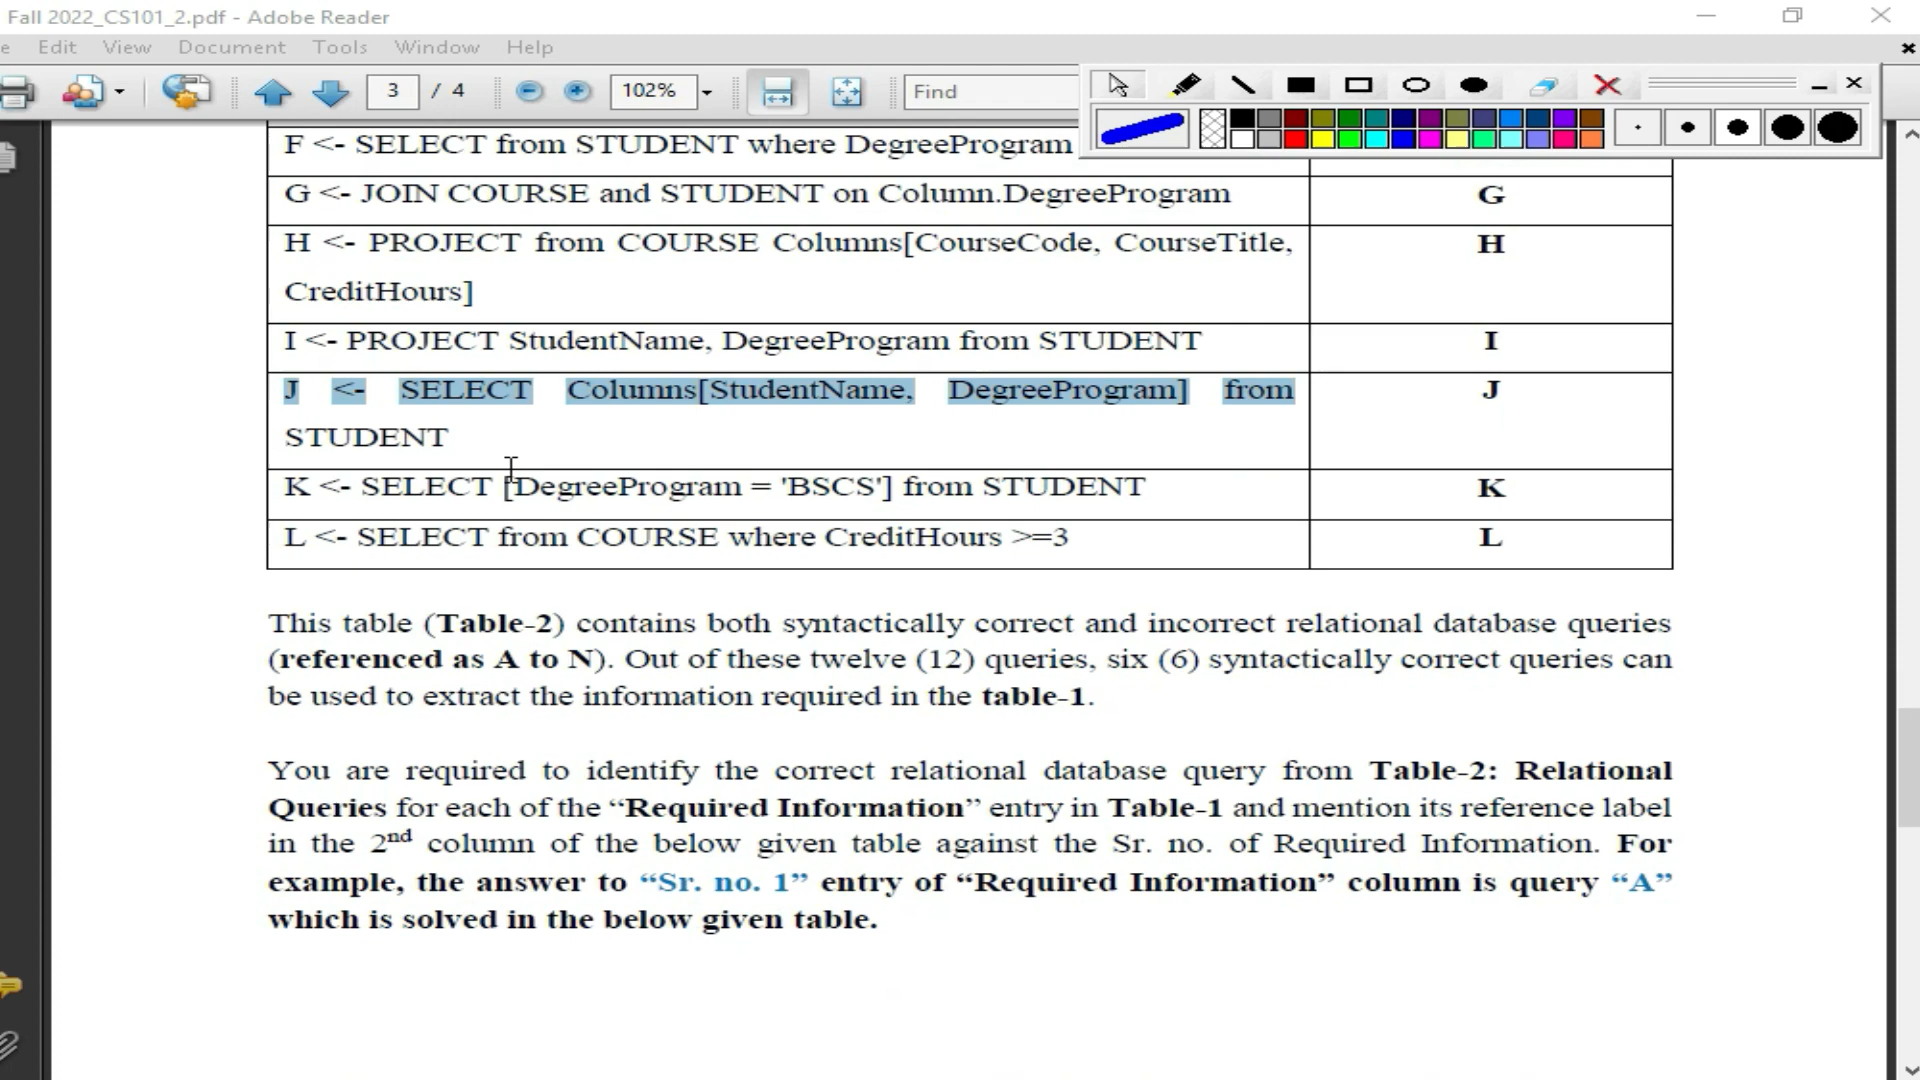 Fall 2022_CS101_2.pdf - Adobe Reader
e Edit View Document Tools Window Help
3 / 4 102% Find
F <- SELECT from STUDENT where DegreeProgram
G <- JOIN COURSE and STUDENT on Column.DegreeProgram G
H <- PROJECT from COURSE Columns[CourseCode, CourseTitle, H
CreditHours]
I <- PROJECT StudentName, DegreeProgram from STUDENT I
J <- SELECT Columns[StudentName, DegreeProgram] from J
STUDENT
K <- SELECT [DegreeProgram = 'BSCS'] from STUDENT K
L <- SELECT from COURSE where CreditHours >=3 L
This table (Table-2) contains both syntactically correct and incorrect relational database queries
(referenced as A to N). Out of these twelve (12) queries, six (6) syntactically correct queries can
be used to extract the information required in the table-1.
You are required to identify the correct relational database query from Table-2: Relational
Queries for each of the “Required Information” entry in Table-1 and mention its reference label
in the 2nd column of the below given table against the Sr. no. of Required Information. For
example, the answer to “Sr. no. 1” entry of “Required Information” column is query “A”
which is solved in the below given table.